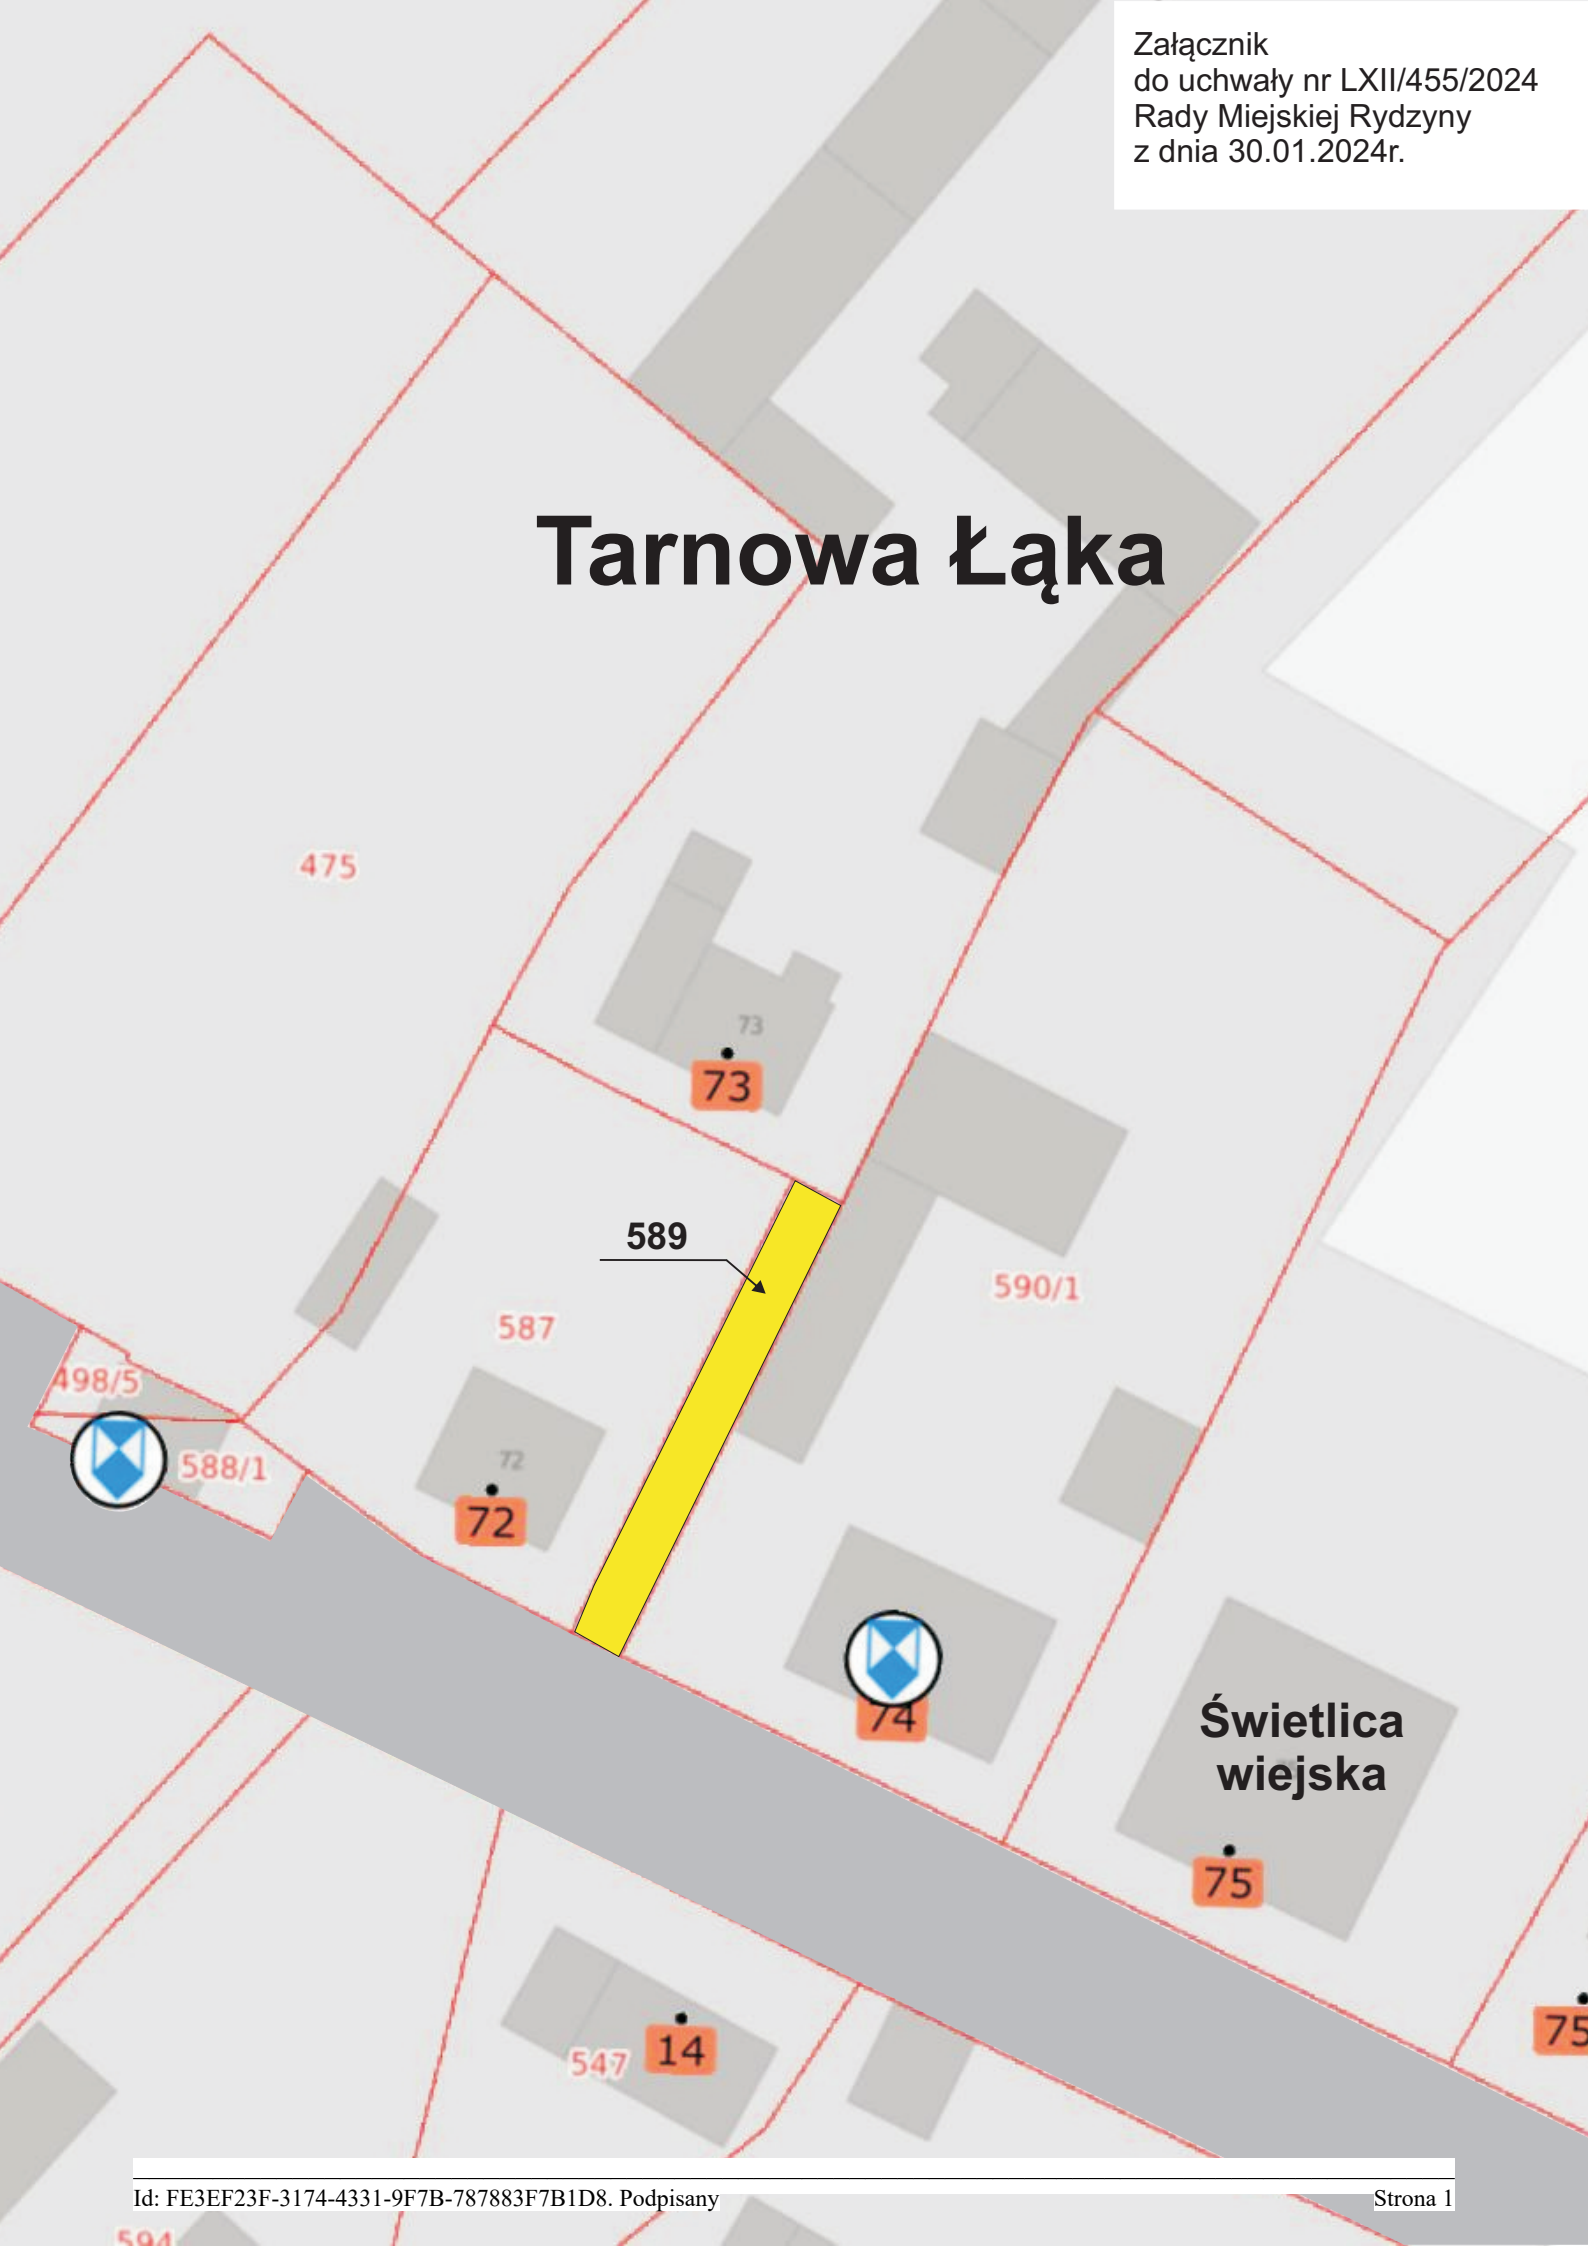 Załącznik
do uchwały nr LXII/455/2024
Rady Miejskiej Rydzyny
z dnia 30.01.2024r.
Tarnowa Łąka
475
73
73
589
590/1
587
498/5
588/1
72
72
74
Świetlica
wiejska
75
75
14
547
Id: FE3EF23F-3174-4331-9F7B-787883F7B1D8. Podpisany
Strona 1
594